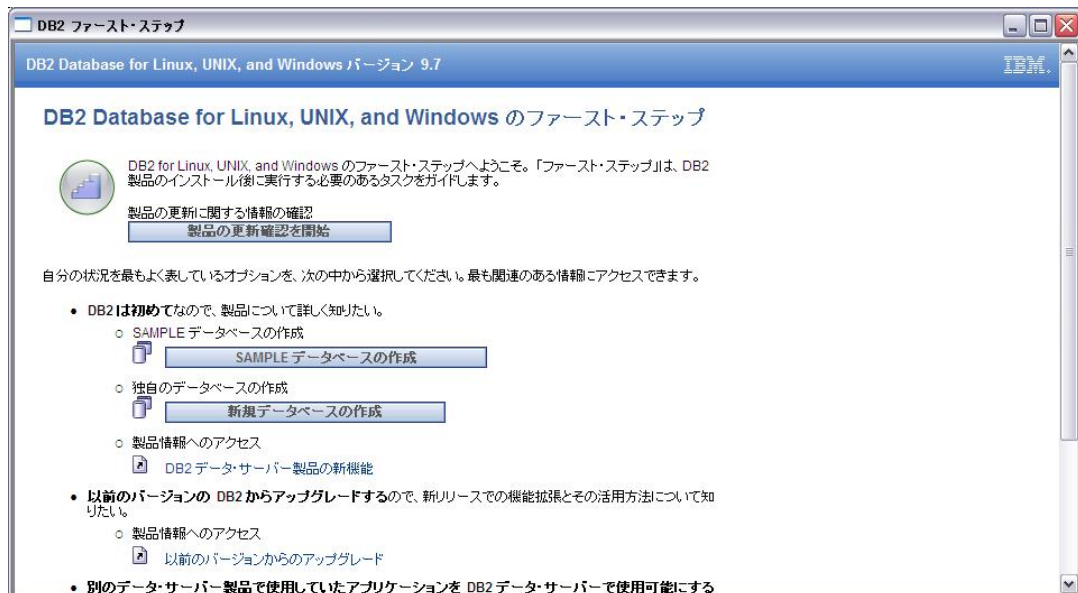 DB2 ファースト・ステップ
DB2 Database for Linux, UNIX, and Windows バージョン 9.7
IBM.
DB2 Database for Linux, UNIX, and Windows のファースト・ステップ
DB2 for Linux, UNIX, and Windows のファースト・ステップへようこそ。「ファースト・ステップ」は、DB2
製品のインストール後に実行する必要のあるタスクをガイドします。
製品の更新に関する情報の確認
製品の更新確認を開始
自分の状況を最もよく表しているオプションを、次の中から選択してください。最も関連のある情報にアクセスできます。
• DB2は初めてなので、製品について詳しく知りたい。
○ SAMPLE データベースの作成
SAMPLE データベースの作成
○ 独自のデータベースの作成
新規データベースの作成
○ 製品情報へのアクセス
DB2 データ・サーバー製品の新機能
• 以前のバージョンの DB2 からアップグレードするので、新リリースでの機能拡張とその活用方法について知
りたい。
○ 製品情報へのアクセス
以前のバージョンからのアップグレード
• 別のデータ・サーバー製品で使用していたアプリケーションを DB2 データ・サーバーで使用可能にする